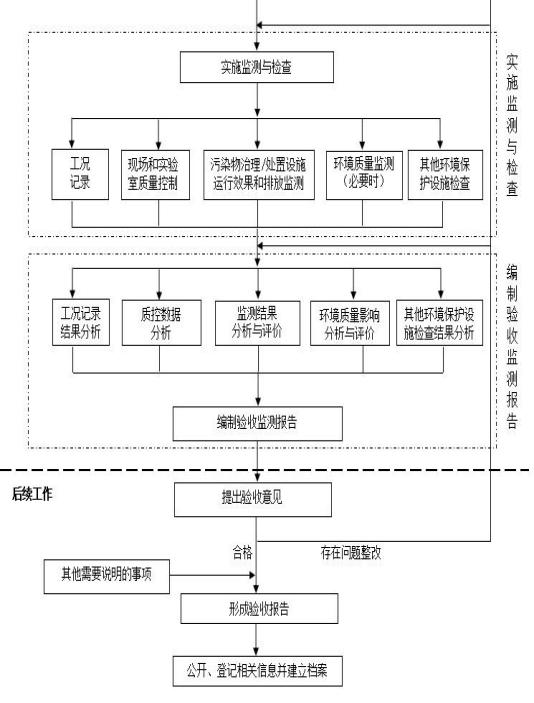 实施监测与检查
实施监测与检查
工况
记录
现场和实验
室质量控制
污染物治理/处置设施
运行效果和排放监测
环境质量监测
(必要时)
其他环境保
护设施检查
编制验收监测报告
工况记录
结果分析
质控数据
分析
监测结果
分析与评价
环境质量影响
分析与评价
其他环境保护设
施检查结果分析
编制验收监测报告
后续工作
提出验收意见
合格
存在问题整改
其他需要说明的事项
形成验收报告
公开、登记相关信息并建立档案